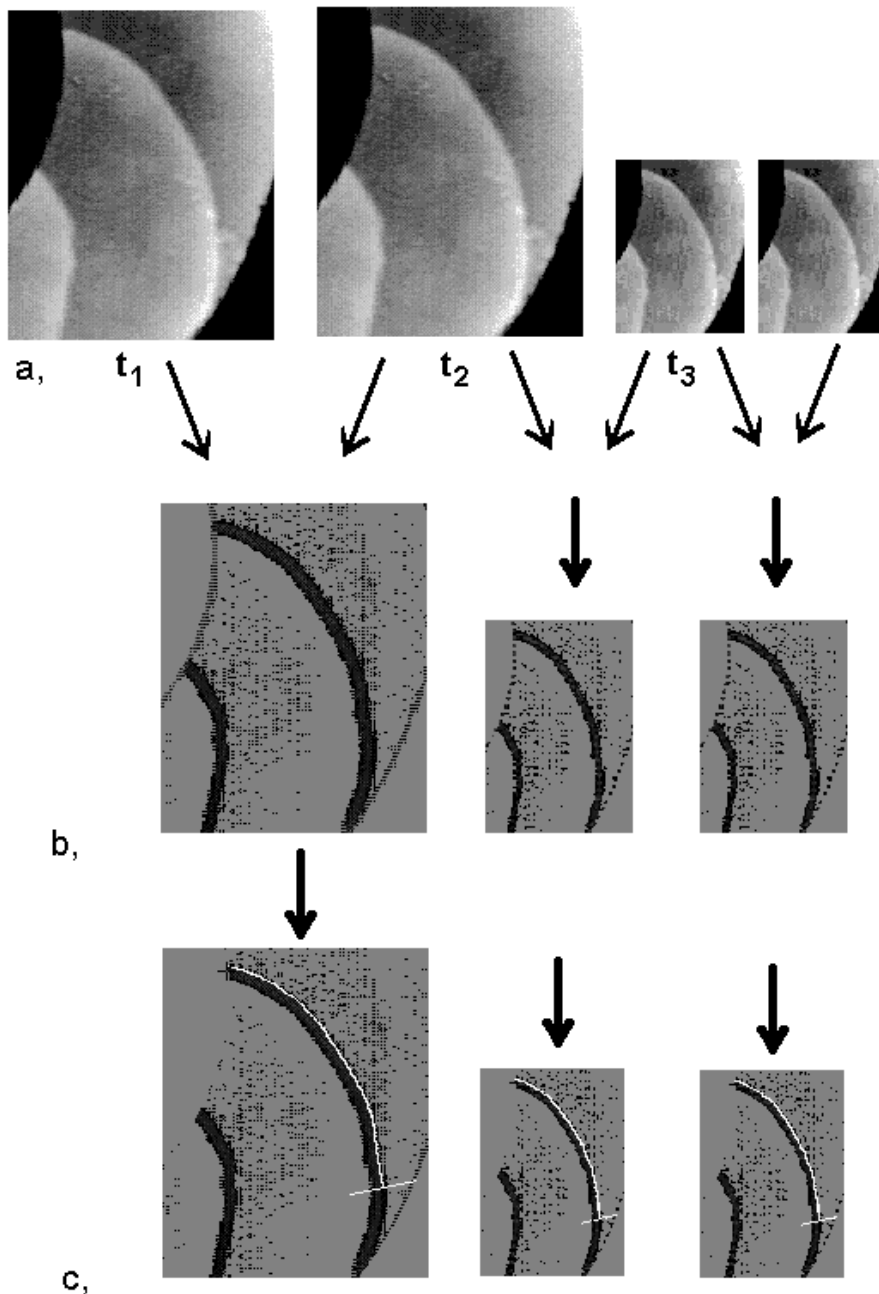 a, t₁ t₂ t₃
b,
c,